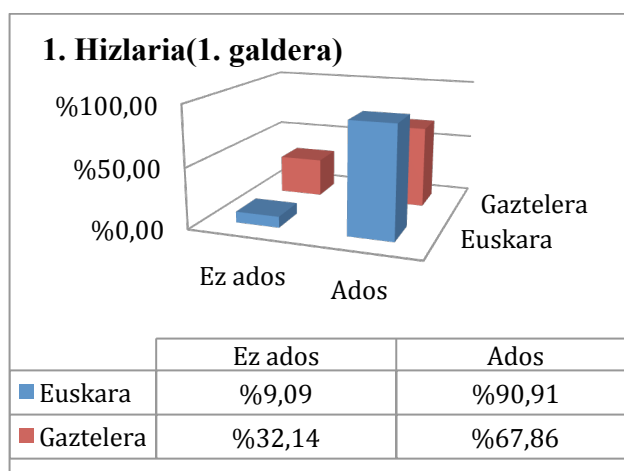 1. Hizlaria(1. galdera)
%100,00
%50,00
%0,00
Gaztelera
Euskara
Ez ados
Ados
Ez ados Ados
Euskara %9,09 %90,91
Gaztelera %32,14 %67,86